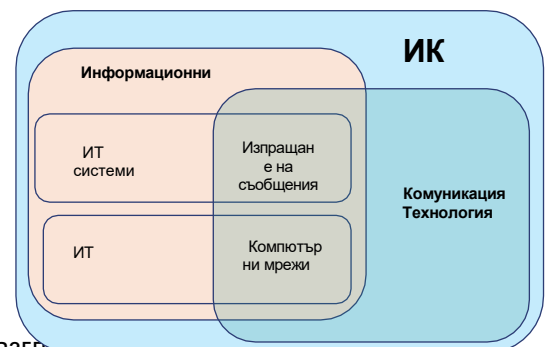 ИК
Информационни
ИТ
системи
Изпращан
е на
съобщения
Комуникация
Технология
ИТ
Компютър
ни мрежи